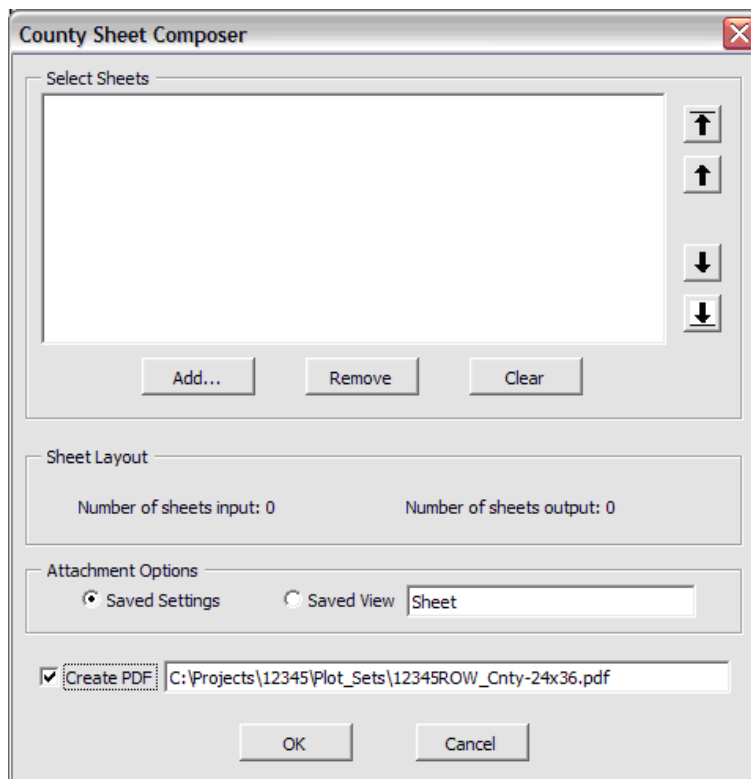 County Sheet Composer
Select Sheets
Add... Remove Clear
Sheet Layout
Number of sheets input: 0 Number of sheets output: 0
Attachment Options
Saved Settings Saved View Sheet
Create PDF C:\Projects\12345\Plot_Sets\12345ROW_Cnty-24x36.pdf
OK Cancel